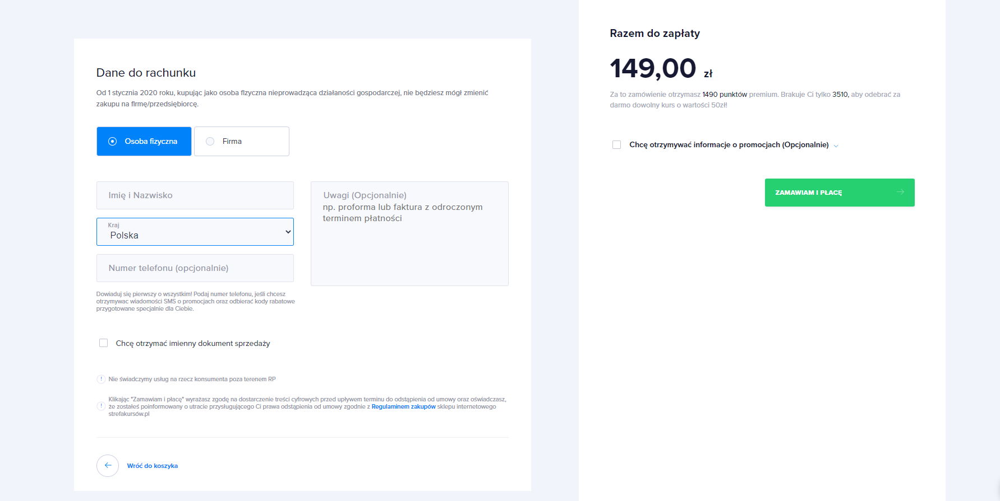 Dane do rachunku
Od 1 stycznia 2020 roku, kupując jako osoba fizyczna nieprowadząca działaności gospodarczej, nie będziesz mógł zmienić
zakupu na firmę/przedsiębiorcę.
Osoba fizyczna
Firma
Imię i Nazwisko
Kraj
Polska
Numer telefonu (opcjonalnie)
Dowiaduj się pierwszy o wszystkim! Podaj numer telefonu, jeśli chcesz
otrzymywac wiadomości SMS o promocjach oraz odbierać kody rabatowe
przygotowane specjalnie dla Ciebie.
Uwagi (Opcjonalnie)
np. proforma lub faktura z odroczonym
terminem płatności
Chcę otrzymać imienny dokument sprzedaży
! Nie świadczymy usług na rzecz konsumenta poza terenem RP
! Klikając "Zamawiam i płacę" wyrażasz zgodę na dostarczenie treści cyfrowych przed upływem terminu do odstąpienia od umowy oraz oświadczasz,
że zostałeś poinformowany o utracie przysługującego Ci prawa odstąpienia od umowy zgodnie z Regulaminem zakupów sklepu internetowego
strefakursów.pl
Wróć do koszyka
Razem do zapłaty
149,00 zł
Za to zamówienie otrzymasz 1490 punktów premium. Brakuje Ci tylko 3510, aby odebrać za
darmo dowolny kurs o wartości 50zł!
Chcę otrzymywać informacje o promocjach (Opcjonalnie)
ZAMAWIAM I PŁACĘ